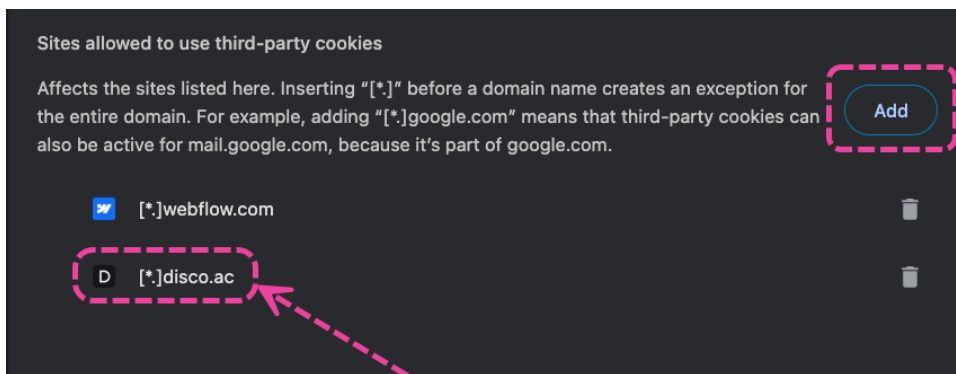 Sites allowed to use third-party cookies
Affects the sites listed here. Inserting “[*.]” before a domain name creates an exception for
the entire domain. For example, adding “[*.]google.com” means that third-party cookies can
also be active for mail.google.com, because it’s part of google.com.
Add
[*.]webflow.com
D [*.]disco.ac